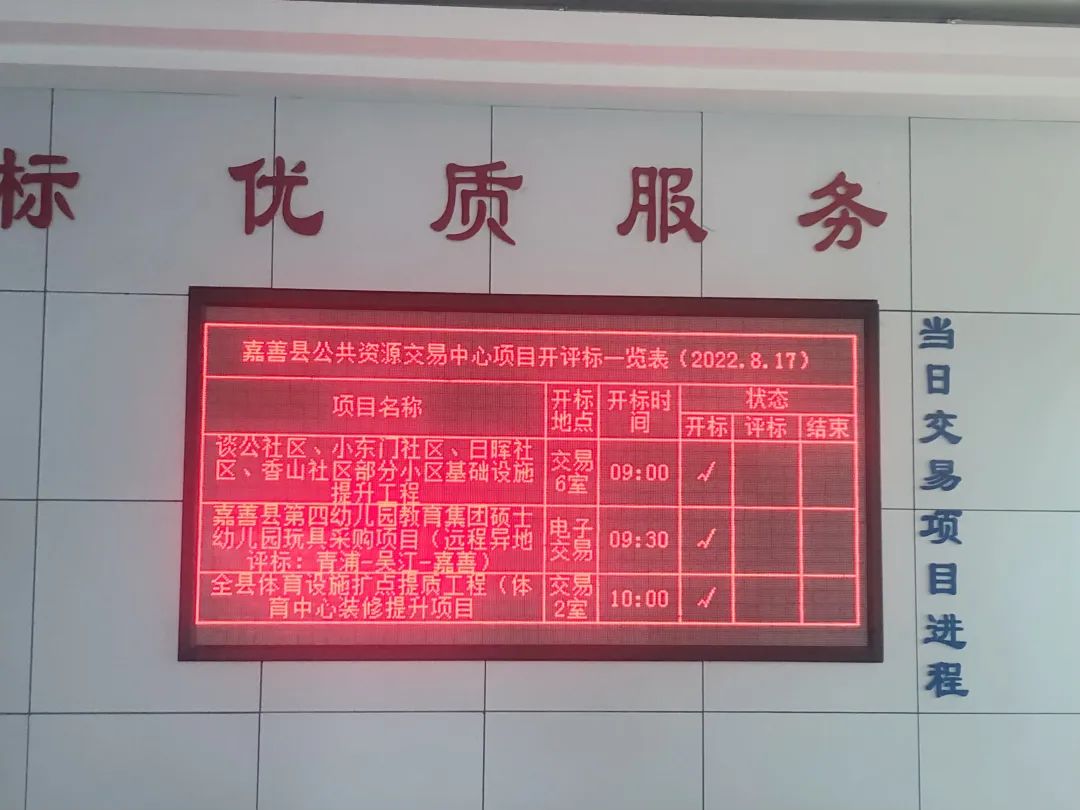 标 优质服务
嘉善县公共资源交易中心项目开评标一览表（2022.8.17）
项目名称 开标地点 开标时间 状态
开标 评标 结束
谈公社区、小东门社区、日晖社
区、香山社区部分小区基础设施
提升工程
交易
6室
09:00 √
嘉善县第四幼儿园教育集团硕士
幼儿园玩具采购项目（远程异地
评标：青浦-吴江-嘉善）
电子
交易
09:30 √
全县体育设施扩点提质工程（体
育中心装修提升项目
交易
2室
10:00 √
当日交易项目进程